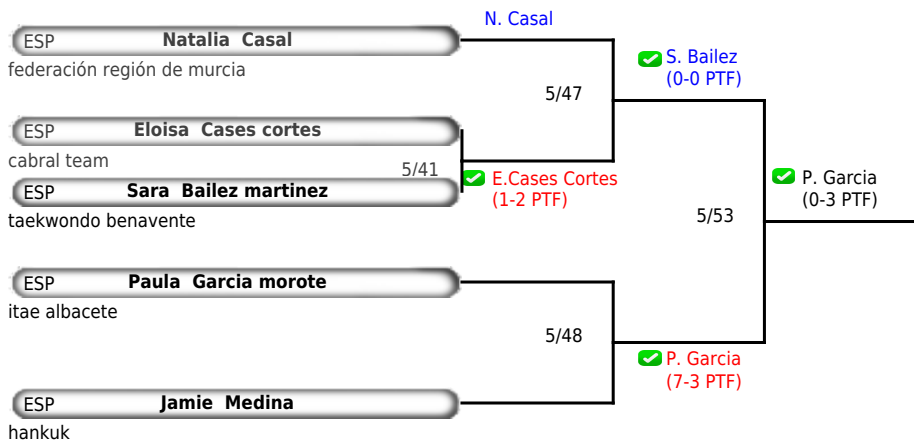 N. Casal
ESP Natalia Casal
federación región de murcia
S. Bailez
(0-0 PTF)
5/47
ESP Eloisa Cases cortes
cabral team
5/41
E.Cases Cortes
(1-2 PTF)
ESP Sara Bailez martinez
taekwondo benavente
P. Garcia
(0-3 PTF)
5/53
ESP Paula Garcia morote
itae albacete
5/48
P. Garcia
(7-3 PTF)
ESP Jamie Medina
hankuk